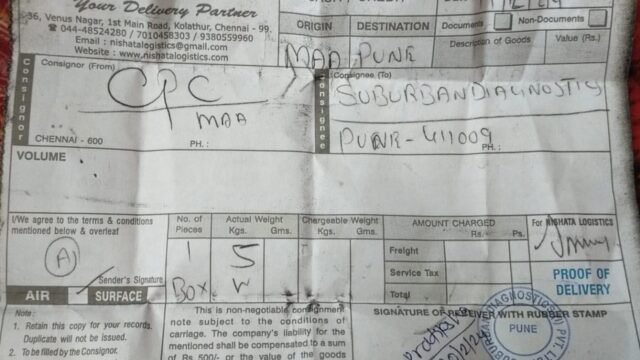 Your Delivery Partner
36, Venus Nagar, 1st Main Road, Kolathur, Chennai - 99.
☎ 044-48524280 / 7010458303 / 9380559960
Email : nishatalogistics@gmail.com
Website : www.nishatalogistics.com
ORIGIN DESTINATION
MAA PUNE
Documents Non-Documents
Description of Goods Value (Rs.)
Consignor
Consignor (From)
CPC
MAA
CHENNAI - 600 PH. :
Consignee
Consignee (To)
SUBURBAN DIAGNOSTICS
PUNE - 411009
PH. :
VOLUME
I/We agree to the terms & conditions
mentioned below & overleaf
A
Sender's Signature
AIR SURFACE
No. of Pieces
1
BOX
Actual Weight
Kgs. Gms.
5
Chargeable Weight
Kgs. Gms.
AMOUNT CHARGED
Rs. Ps.
Freight
Service Tax
Total
For NISHATA LOGISTICS
PROOF OF
DELIVERY
Note :
1. Retain this copy for your records.
Duplicate will not be issued.
2. To be filled by the Consignor.
This is non-negotiable consignment
note subject to the conditions of
carriage. The company's liability for the
mentioned shall be compensated to a sum
of Rs 500/- or the value of the goods
SIGNATURE OF RECEIVER WITH RUBBER STAMP
PUNE